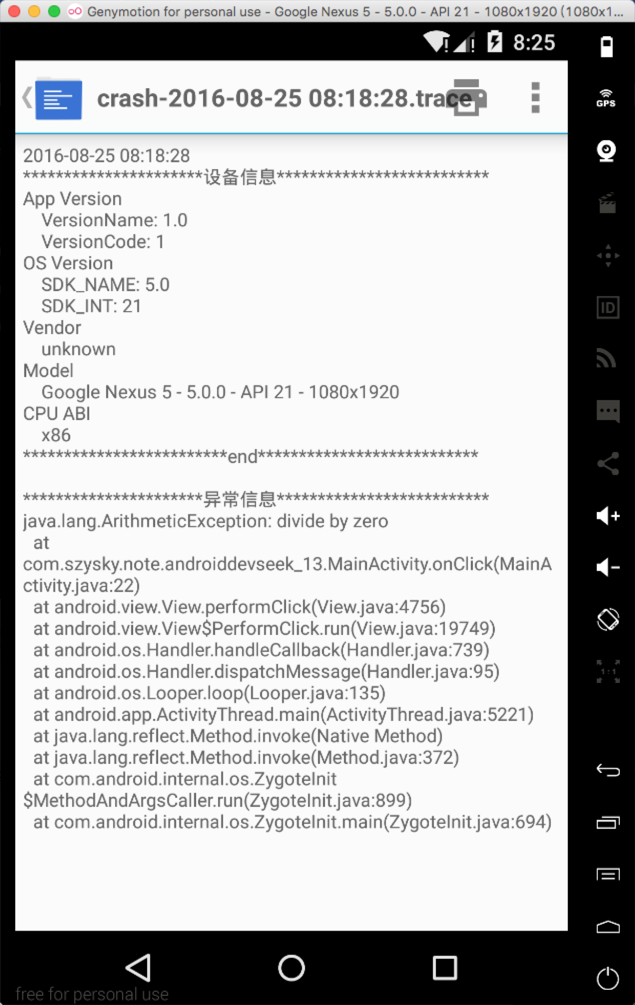 Genymotion for personal use - Google Nexus 5 - 5.0.0 - API 21 - 1080x1920 (1080x1...
8:25
crash-2016-08-25 08:18:28.trace
GPS
2016-08-25 08:18:28
**********************设备信息**************************
App Version
VersionName: 1.0
VersionCode: 1
OS Version
SDK_NAME: 5.0
SDK_INT: 21
Vendor
unknown
Model
Google Nexus 5 - 5.0.0 - API 21 - 1080x1920
CPU ABI
x86
*************************end***************************
**********************异常信息**************************
java.lang.ArithmeticException: divide by zero
at
com.szysky.note.androiddevseek_13.MainActivity.onClick(MainA
ctivity.java:22)
at android.view.View.performClick(View.java:4756)
at android.view.View$PerformClick.run(View.java:19749)
at android.os.Handler.handleCallback(Handler.java:739)
at android.os.Handler.dispatchMessage(Handler.java:95)
at android.os.Looper.loop(Looper.java:135)
at android.app.ActivityThread.main(ActivityThread.java:5221)
at java.lang.reflect.Method.invoke(Native Method)
at java.lang.reflect.Method.invoke(Method.java:372)
at com.android.internal.os.ZygoteInit
$MethodAndArgsCaller.run(ZygoteInit.java:899)
at com.android.internal.os.ZygoteInit.main(ZygoteInit.java:694)
ID
1:1
free for personal use